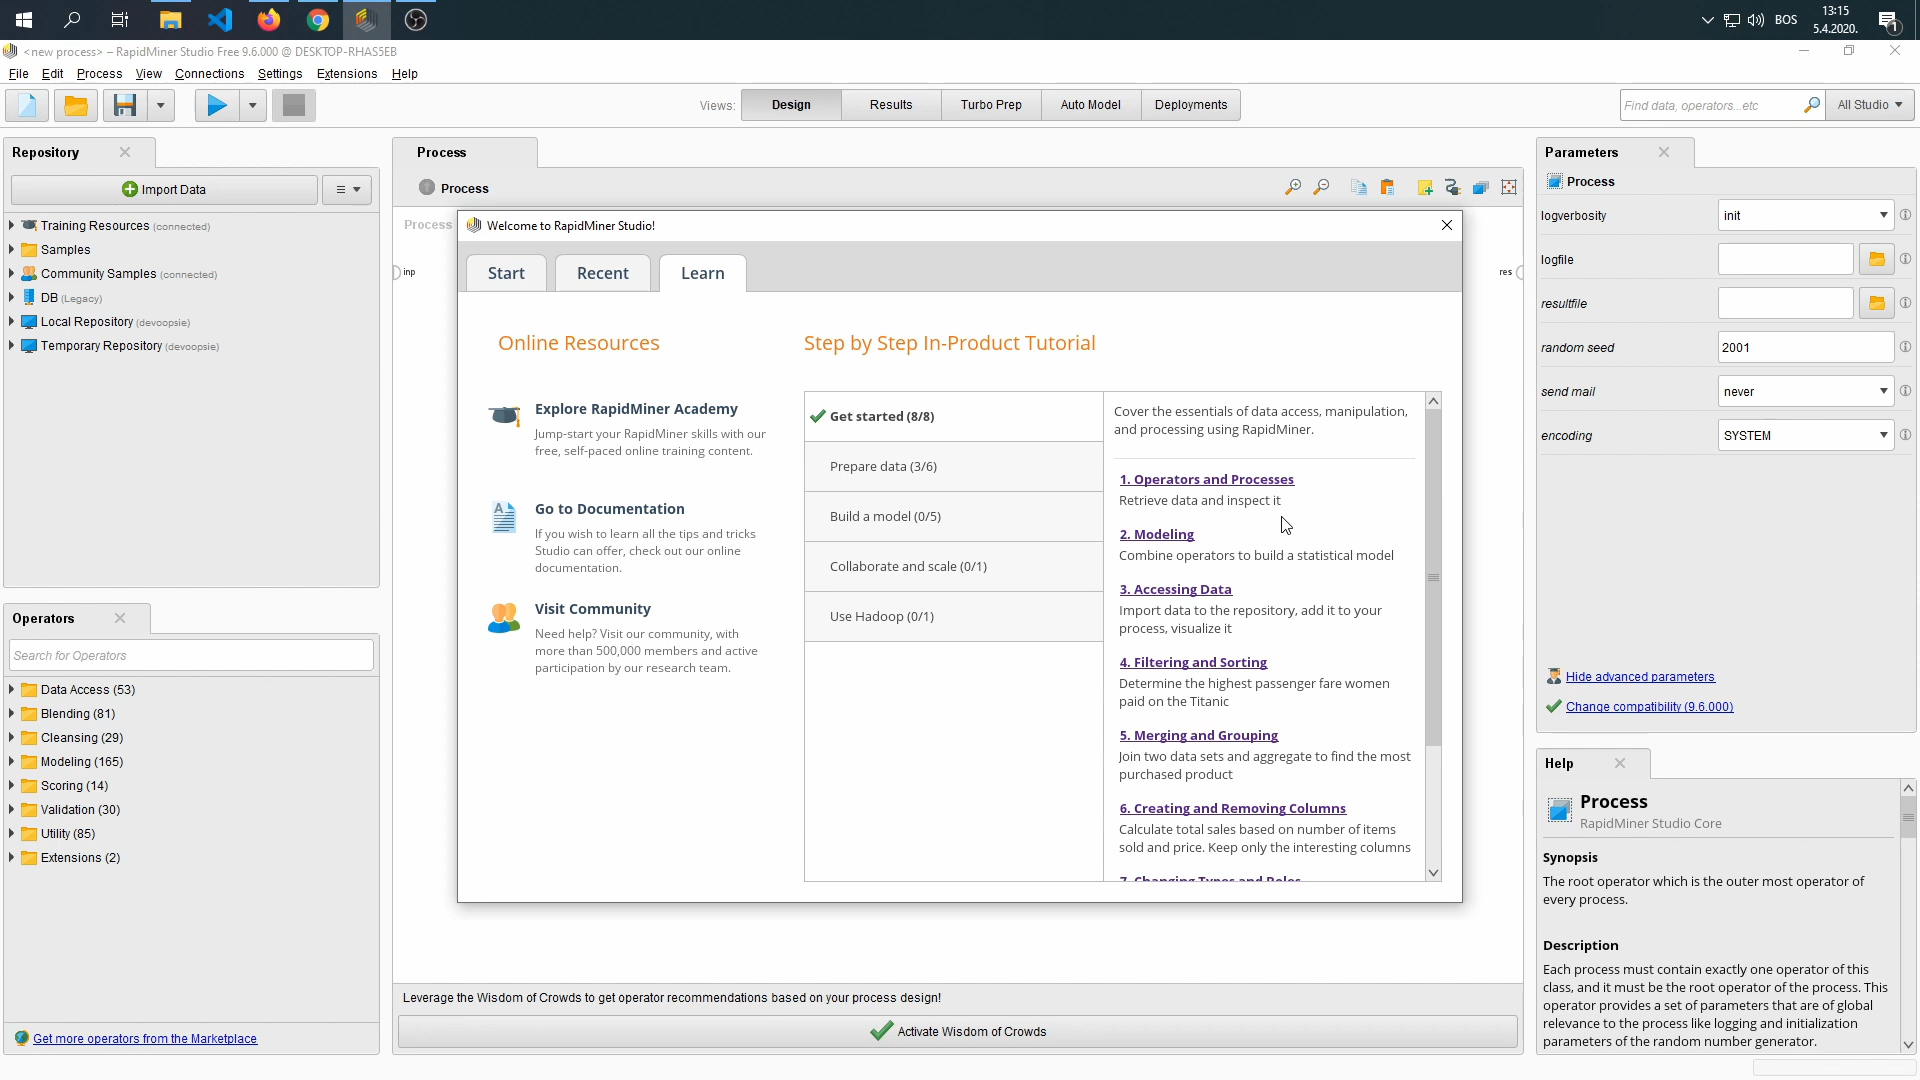 BOS
13:15
5.4.2020.
1
<new process> – RapidMiner Studio Free 9.6.000 @ DESKTOP-RHAS5EB
File Edit Process View Connections Settings Extensions Help
Views: Design Results Turbo Prep Auto Model Deployments
Find data, operators...etc
All Studio
Repository
Import Data
Training Resources (connected)
Samples
Community Samples (connected)
DB (Legacy)
Local Repository (devoopsie)
Temporary Repository (devoopsie)
Operators
Search for Operators
Data Access (53)
Blending (81)
Cleansing (29)
Modeling (165)
Scoring (14)
Validation (30)
Utility (85)
Extensions (2)
Get more operators from the Marketplace
Process
Process
Process
inp
res
Welcome to RapidMiner Studio!
Start Recent Learn
Online Resources
Explore RapidMiner Academy
Jump-start your RapidMiner skills with our
free, self-paced online training content.
Go to Documentation
If you wish to learn all the tips and tricks
Studio can offer, check out our online
documentation.
Visit Community
Need help? Visit our community, with
more than 500,000 members and active
participation by our research team.
Step by Step In-Product Tutorial
Get started (8/8)
Prepare data (3/6)
Build a model (0/5)
Collaborate and scale (0/1)
Use Hadoop (0/1)
Cover the essentials of data access, manipulation,
and processing using RapidMiner.
1. Operators and Processes
Retrieve data and inspect it
2. Modeling
Combine operators to build a statistical model
3. Accessing Data
Import data to the repository, add it to your
process, visualize it
4. Filtering and Sorting
Determine the highest passenger fare women
paid on the Titanic
5. Merging and Grouping
Join two data sets and aggregate to find the most
purchased product
6. Creating and Removing Columns
Calculate total sales based on number of items
sold and price. Keep only the interesting columns
7. Changing Types and Roles
Leverage the Wisdom of Crowds to get operator recommendations based on your process design!
Activate Wisdom of Crowds
Parameters
Process
logverbosity init
logfile
resultfile
random seed 2001
send mail never
encoding SYSTEM
Hide advanced parameters
Change compatibility (9.6.000)
Help
Process
RapidMiner Studio Core
Synopsis
The root operator which is the outer most operator of
every process.
Description
Each process must contain exactly one operator of this
class, and it must be the root operator of the process. This
operator provides a set of parameters that are of global
relevance to the process like logging and initialization
parameters of the random number generator.